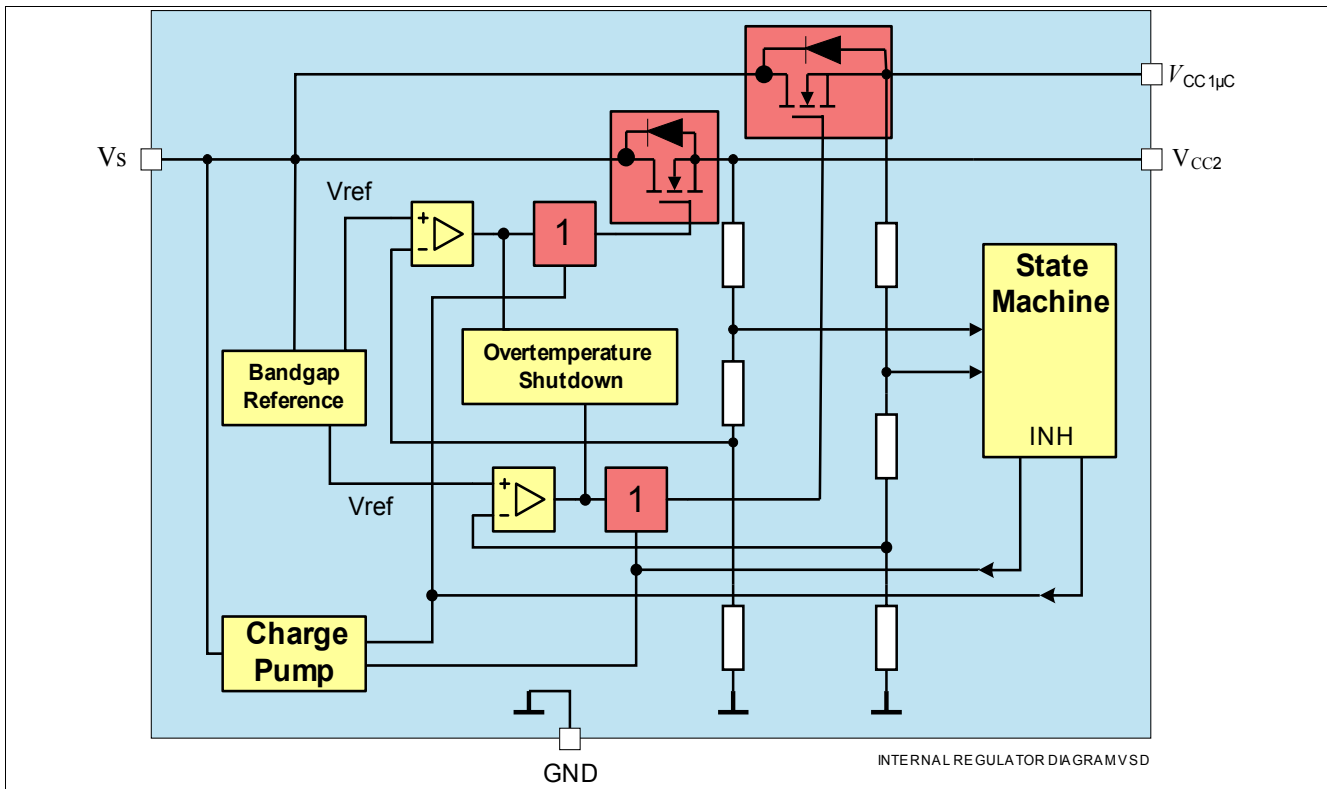 V CC1µC
Vs
VCC2
Vref
+
-
1
State
Machine
Overtemperature
Shutdown
Bandgap
Reference
INH
+
-
1
Vref
Charge
Pump
INTERNAL REGULATOR DIAGRAM.VSD
GND